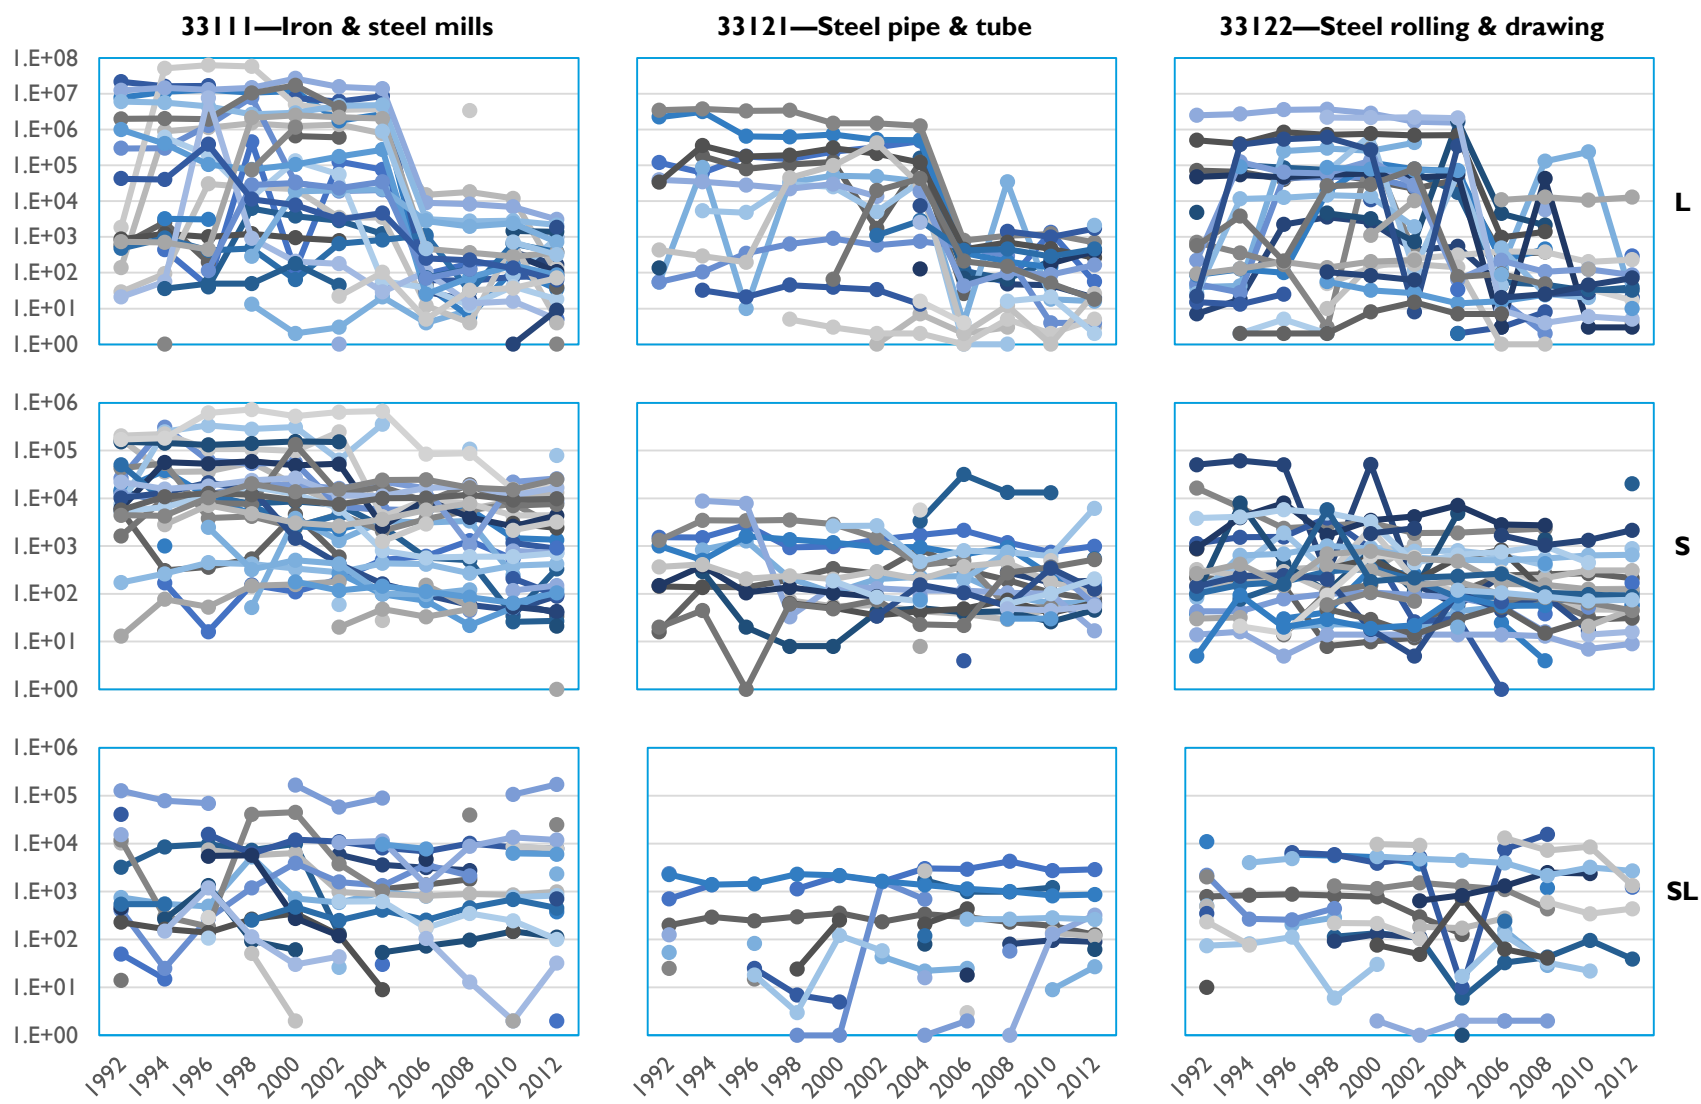 33111—Iron & steel mills 33121—Steel pipe & tube 33122—Steel rolling & drawing
1.E+08
1.E+07
1.E+06
1.E+05
1.E+04
1.E+03
1.E+02
1.E+01
1.E+00
L
1.E+06
1.E+05
1.E+04
1.E+03
1.E+02
1.E+01
1.E+00
S
1.E+06
1.E+05
1.E+04
1.E+03
1.E+02
1.E+01
1.E+00
SL
1992 1994 1996 1998 2000 2002 2004 2006 2008 2010 2012 1992 1994 1996 1998 2000 2002 2004 2006 2008 2010 2012 1992 1994 1996 1998 2000 2002 2004 2006 2008 2010 2012